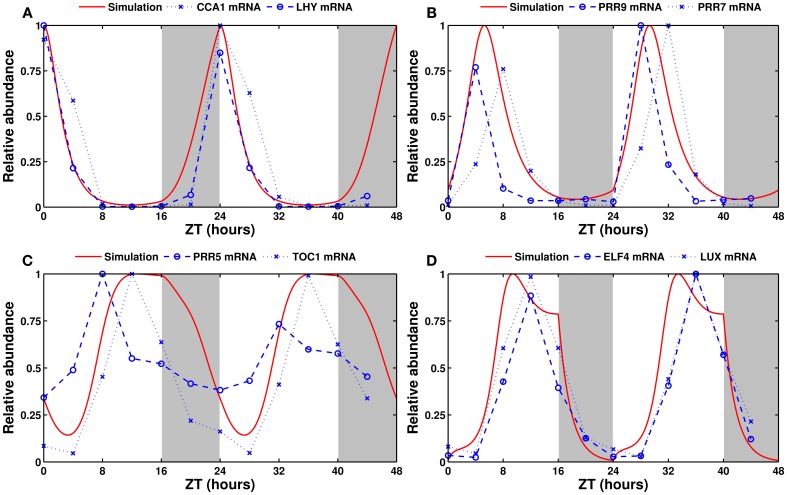 A
Simulation CCA1 mRNA LHY mRNA
Relative abundance
1
0.75
0.5
0.25
0
0 8 16 24 32 40 48
ZT (hours)
B
Simulation PRR9 mRNA PRR7 mRNA
Relative abundance
1
0.75
0.5
0.25
0
0 8 16 24 32 40 48
ZT (hours)
C
Simulation PRR5 mRNA TOC1 mRNA
Relative abundance
1
0.75
0.5
0.25
0
0 8 16 24 32 40 48
ZT (hours)
D
Simulation ELF4 mRNA LUX mRNA
Relative abundance
1
0.75
0.5
0.25
0
0 8 16 24 32 40 48
ZT (hours)